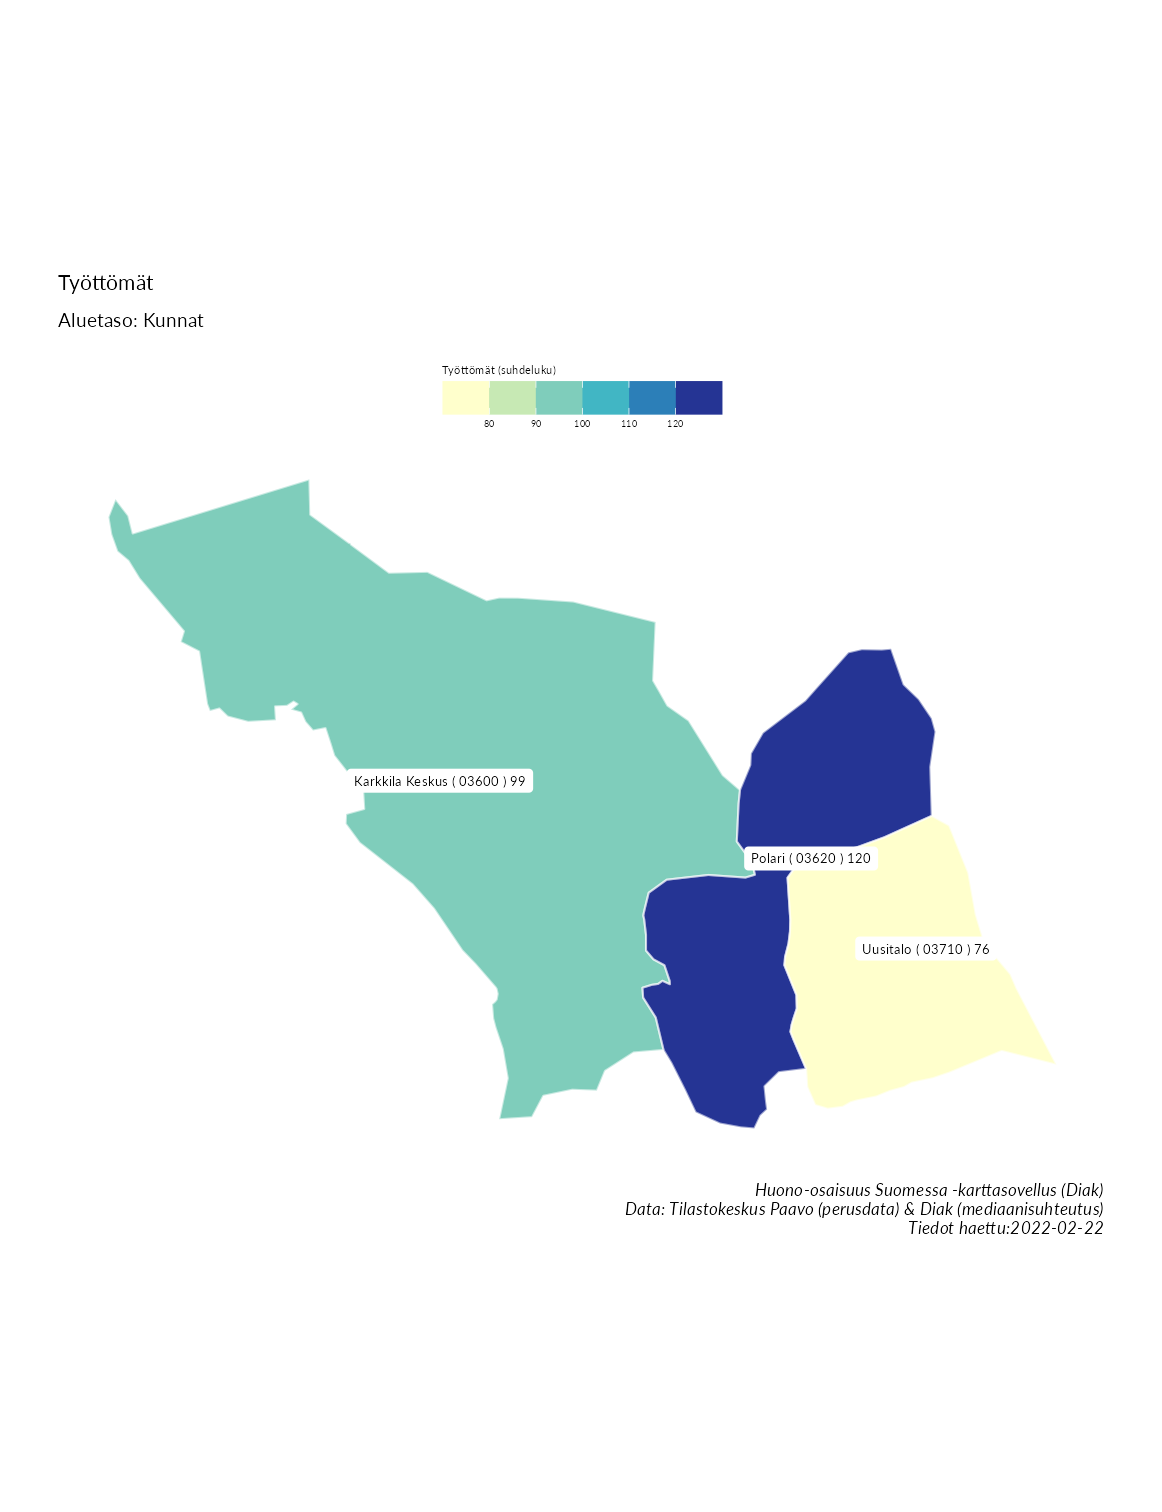 Työttömät
Aluetaso: Kunnat
Työttömät (suhdeluku)
80 90 100 110 120
Karkkila Keskus ( 03600 ) 99
Polari ( 03620 ) 120
Uusitalo ( 03710 ) 76
Huono-osaisuus Suomessa -karttasovellus (Diak)
Data: Tilastokeskus Paavo (perusdata) & Diak (mediaanisuhteutus)
Tiedot haettu:2022-02-22